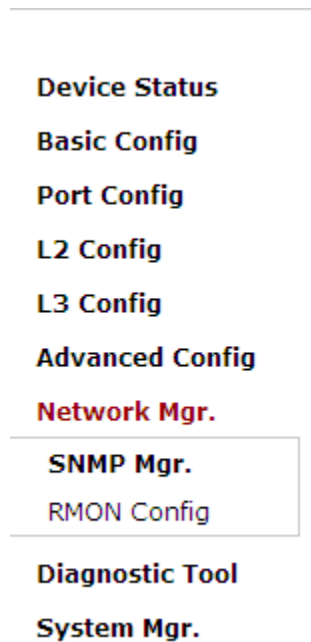 Device Status
Basic Config
Port Config
L2 Config
L3 Config
Advanced Config
Network Mgr.
SNMP Mgr.
RMON Config
Diagnostic Tool
System Mgr.